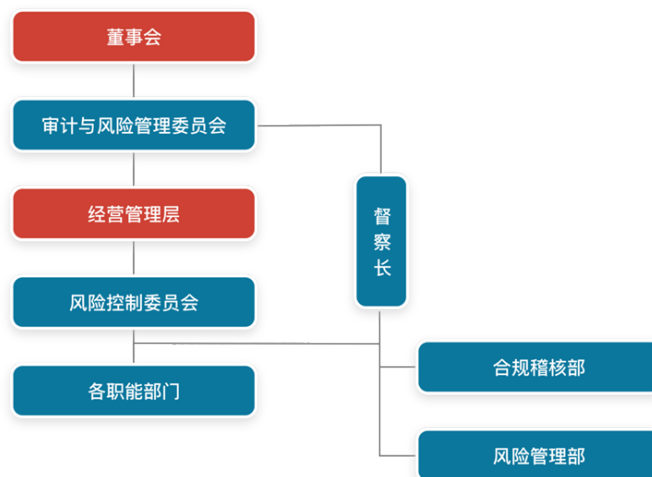 董事会
审计与风险管理委员会
经营管理层
督察长
风险控制委员会
合规稽核部
各职能部门
风险管理部